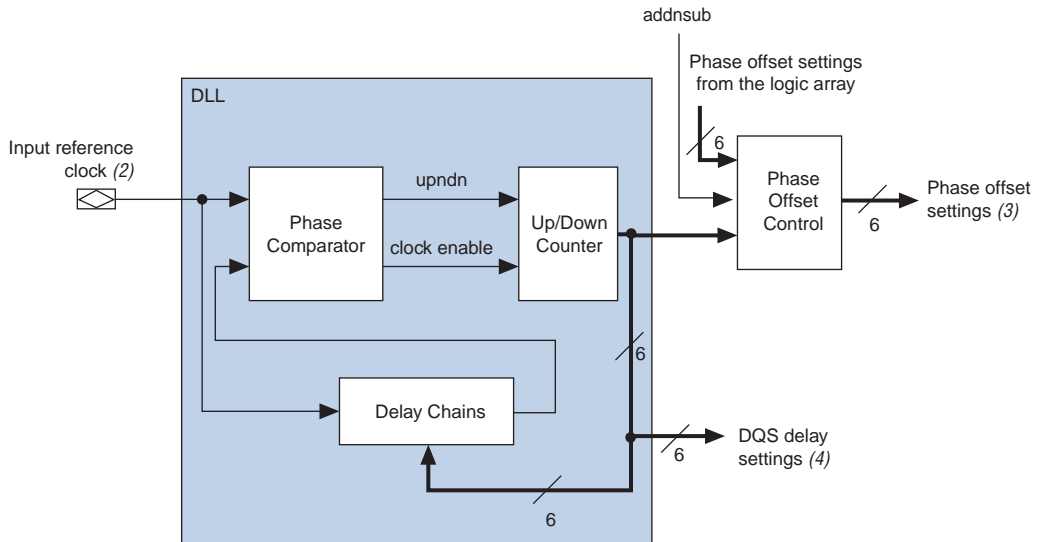 addnsub
Phase offset settings
from the logic array
DLL
6
Input reference
clock (2)
upndn
Phase
Comparator
clock enable
Up/Down
Counter
Phase
Offset
Control
6
Phase offset
settings (3)
6
Delay Chains
6
DQS delay
settings (4)
6